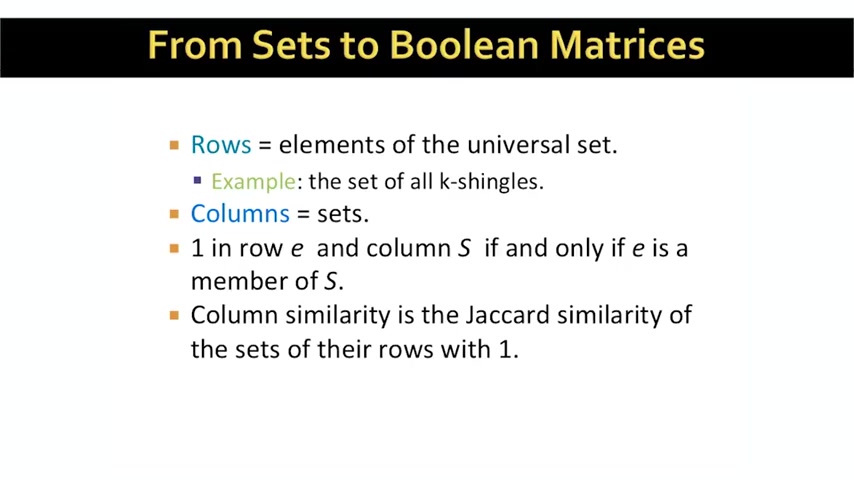 From Sets to Boolean Matrices
Rows = elements of the universal set.
Example: the set of all k-shingles.
Columns = sets.
1 in row e and column S if and only if e is a
member of S.
Column similarity is the Jaccard similarity of
the sets of their rows with 1.